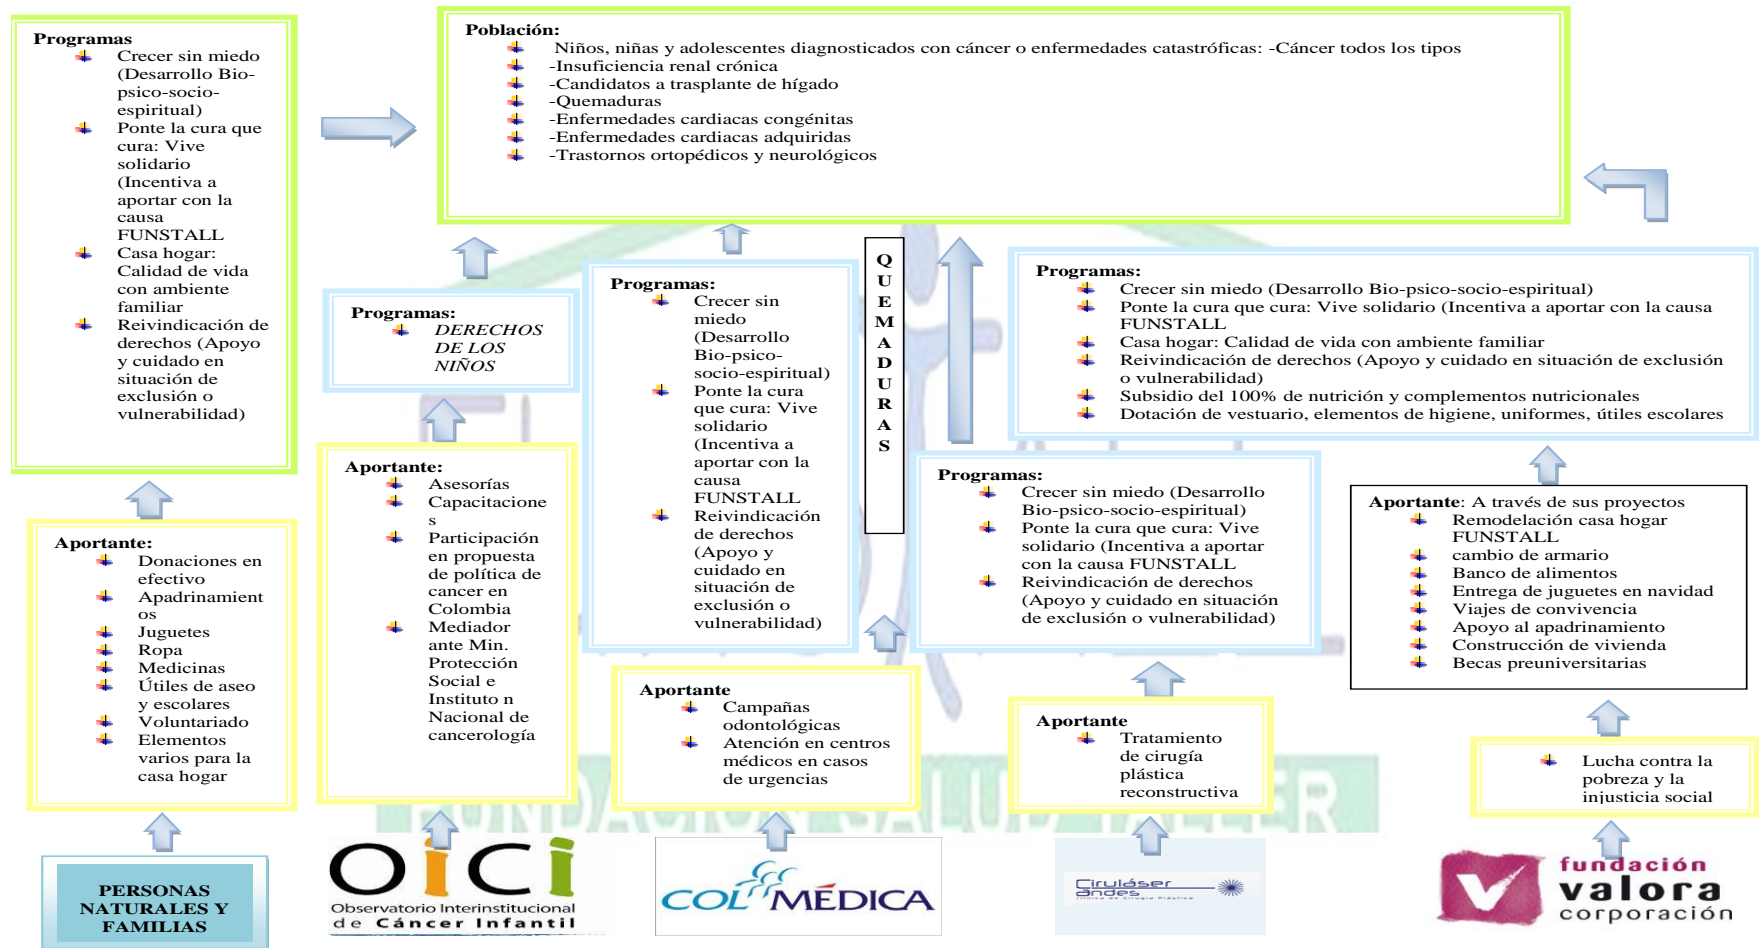 Programas
Crecer sin miedo
(Desarrollo Bio-
psico-socio-
espiritual)
Ponte la cura que
cura: Vive
solidario
(Incentiva a
aportar con la
causa
FUNSTALL
Casa hogar:
Calidad de vida
con ambiente
familiar
Reivindicación de
derechos (Apoyo
y cuidado en
situación de
exclusión o
vulnerabilidad)
Población:
Niños, niñas y adolescentes diagnosticados con cáncer o enfermedades catastróficas: -Cáncer todos los tipos
-Insuficiencia renal crónica
-Candidatos a trasplante de hígado
-Quemaduras
-Enfermedades cardiacas congénitas
-Enfermedades cardiacas adquiridas
-Trastornos ortopédicos y neurológicos
Programas:
DERECHOS
DE LOS
NIÑOS
Programas:
Crecer sin
miedo
(Desarrollo
Bio-psico-
socio-espiritual)
Ponte la cura
que cura: Vive
solidario
(Incentiva a
aportar con la
causa
FUNSTALL
Reivindicación
de derechos
(Apoyo y
cuidado en
situación de
exclusión o
vulnerabilidad)
Q
U
E
M
A
D
U
R
A
S
Programas:
Crecer sin miedo (Desarrollo Bio-psico-socio-espiritual)
Ponte la cura que cura: Vive solidario (Incentiva a aportar con la causa
FUNSTALL
Casa hogar: Calidad de vida con ambiente familiar
Reivindicación de derechos (Apoyo y cuidado en situación de exclusión
o vulnerabilidad)
Subsidio del 100% de nutrición y complementos nutricionales
Dotación de vestuario, elementos de higiene, uniformes, útiles escolares
Programas:
Crecer sin miedo (Desarrollo
Bio-psico-socio-espiritual)
Ponte la cura que cura: Vive
solidario (Incentiva a aportar
con la causa FUNSTALL
Reivindicación de derechos
(Apoyo y cuidado en situación
de exclusión o vulnerabilidad)
Aportante:
Donaciones en
efectivo
Apadrinamient
os
Juguetes
Ropa
Medicinas
Útiles de aseo
y escolares
Voluntariado
Elementos
varios para la
casa hogar
Aportante:
Asesorías
Capacitacione
s
Participación
en propuesta
de política de
cancer en
Colombia
Mediador
ante Min.
Protección
Social e
Instituto n
Nacional de
cancerología
Aportante
Campañas
odontológicas
Atención en centros
médicos en casos
de urgencias
Aportante
Tratamiento
de cirugía
plástica
reconstructiva
Aportante: A través de sus proyectos
Remodelación casa hogar
FUNSTALL
cambio de armario
Banco de alimentos
Entrega de juguetes en navidad
Viajes de convivencia
Apoyo al apadrinamiento
Construcción de vivienda
Becas preuniversitarias
Lucha contra la
pobreza y la
injusticia social
FUNDACIÓN SALUD TALLER
PERSONAS
NATURALES Y
FAMILIAS
OiCi
Observatorio Interinstitucional
de Cáncer Infantil
COLMÉDICA
Ciruláser
andes
clínica de Cirugía Plástica
fundación
valora
corporación